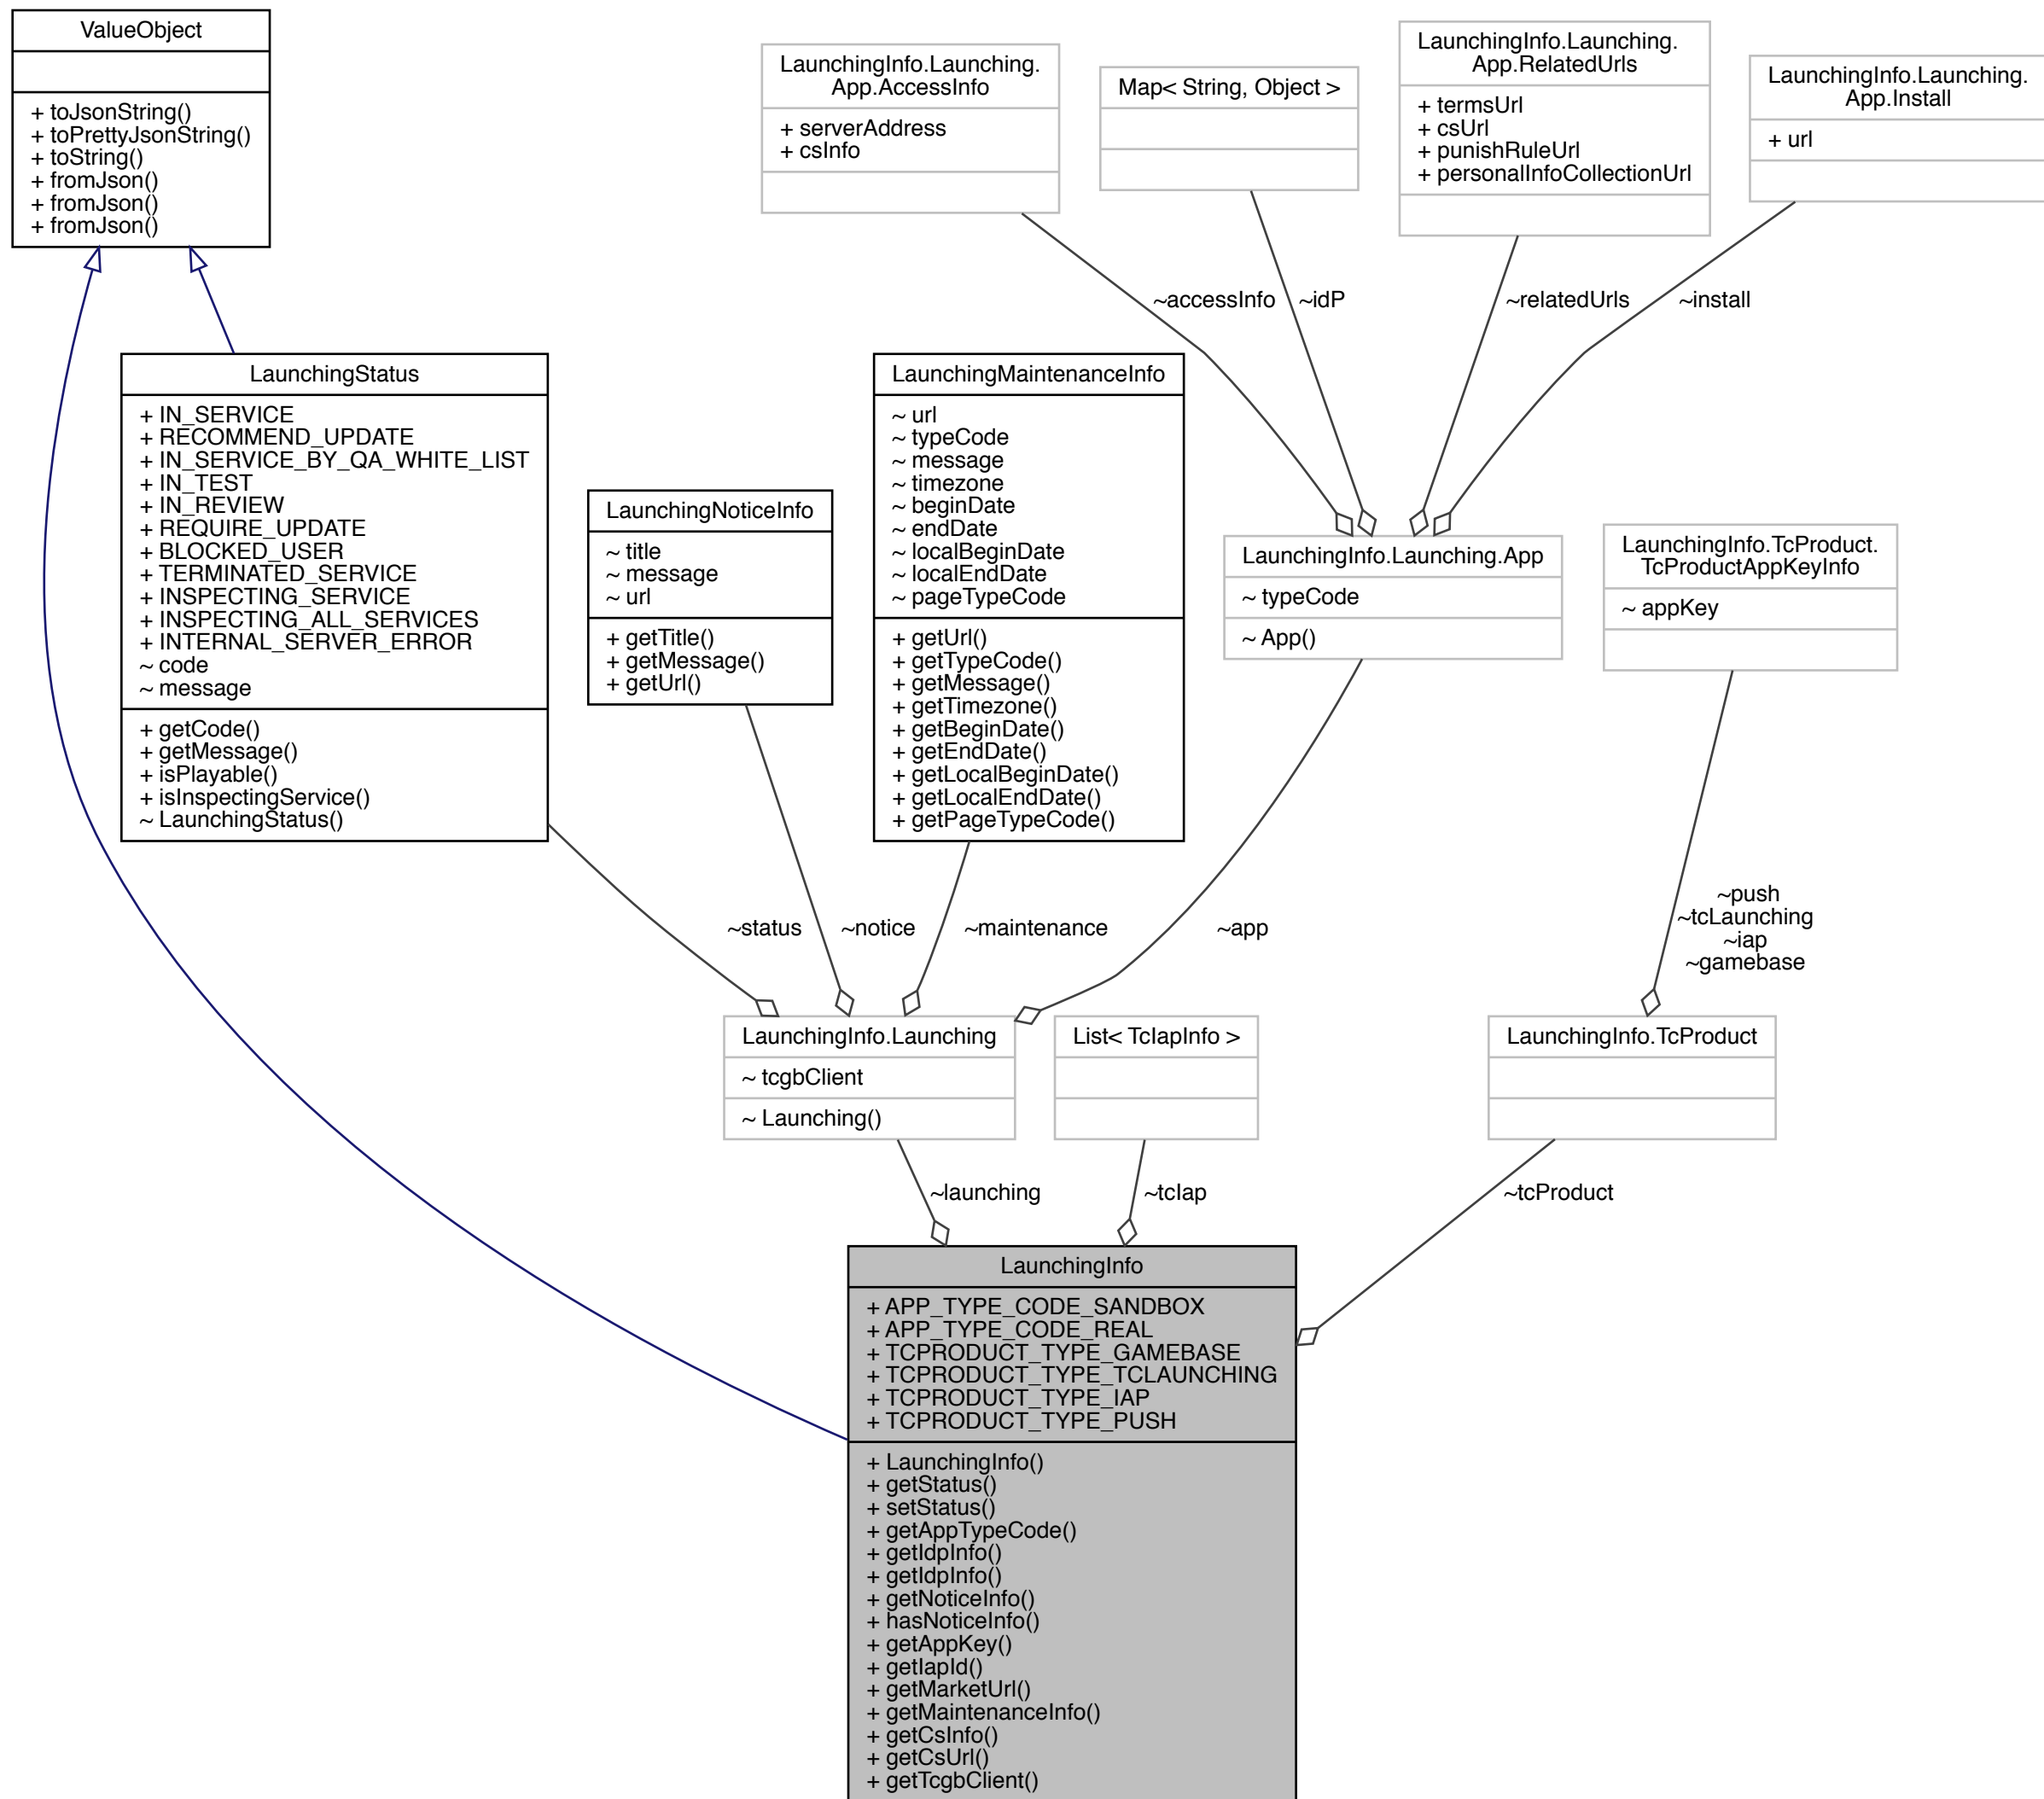 ValueObject
+ toJsonString()
+ toPrettyJsonString()
+ toString()
+ fromJson()
+ fromJson()
+ fromJson()
LaunchingInfo.Launching.
App.AccessInfo
+ serverAddress
+ csInfo
Map< String, Object >
LaunchingInfo.Launching.
App.RelatedUrls
+ termsUrl
+ csUrl
+ punishRuleUrl
+ personalInfoCollectionUrl
LaunchingInfo.Launching.
App.Install
+ url
~accessInfo
~idP
~relatedUrls
~install
LaunchingStatus
+ IN_SERVICE
+ RECOMMEND_UPDATE
+ IN_SERVICE_BY_QA_WHITE_LIST
+ IN_TEST
+ IN_REVIEW
+ REQUIRE_UPDATE
+ BLOCKED_USER
+ TERMINATED_SERVICE
+ INSPECTING_SERVICE
+ INSPECTING_ALL_SERVICES
+ INTERNAL_SERVER_ERROR
~ code
~ message
+ getCode()
+ getMessage()
+ isPlayable()
+ isInspectingService()
~ LaunchingStatus()
LaunchingNoticeInfo
~ title
~ message
~ url
+ getTitle()
+ getMessage()
+ getUrl()
LaunchingMaintenanceInfo
~ url
~ typeCode
~ message
~ timezone
~ beginDate
~ endDate
~ localBeginDate
~ localEndDate
~ pageTypeCode
+ getUrl()
+ getTypeCode()
+ getMessage()
+ getTimezone()
+ getBeginDate()
+ getEndDate()
+ getLocalBeginDate()
+ getLocalEndDate()
+ getPageTypeCode()
LaunchingInfo.Launching.App
~ typeCode
~ App()
LaunchingInfo.TcProduct.
TcProductAppKeyInfo
~ appKey
~status
~notice
~maintenance
~app
~push
~tcLaunching
~iap
~gamebase
LaunchingInfo.Launching
~ tcgbClient
~ Launching()
List< TcIapInfo >
LaunchingInfo.TcProduct
~launching
~tcIap
~tcProduct
LaunchingInfo
+ APP_TYPE_CODE_SANDBOX
+ APP_TYPE_CODE_REAL
+ TCPRODUCT_TYPE_GAMEBASE
+ TCPRODUCT_TYPE_TCLAUNCHING
+ TCPRODUCT_TYPE_IAP
+ TCPRODUCT_TYPE_PUSH
+ LaunchingInfo()
+ getStatus()
+ setStatus()
+ getAppTypeCode()
+ getIdpInfo()
+ getIdpInfo()
+ getNoticeInfo()
+ hasNoticeInfo()
+ getAppKey()
+ getIapId()
+ getMarketUrl()
+ getMaintenanceInfo()
+ getCsInfo()
+ getCsUrl()
+ getTcgbClient()